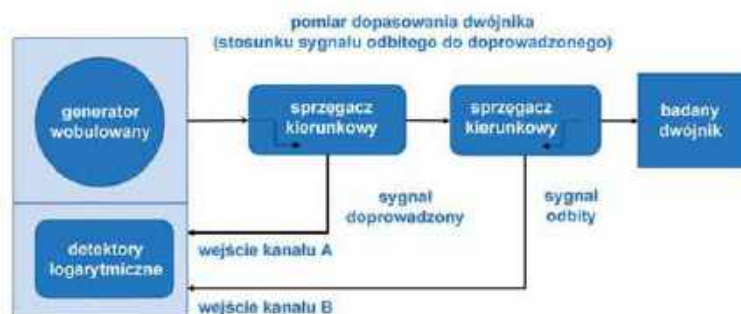 pomiar dopasowania dwójnika
(stosunku sygnału odbitego do doprowadzonego)
generator
wobulowany
sprzęgacz
kierunkowy
sprzęgacz
kierunkowy
badany
dwójnik
sygnał
doprowadzony
sygnał
odbity
detektory
logarytmiczne
wejście kanału A
wejście kanału B